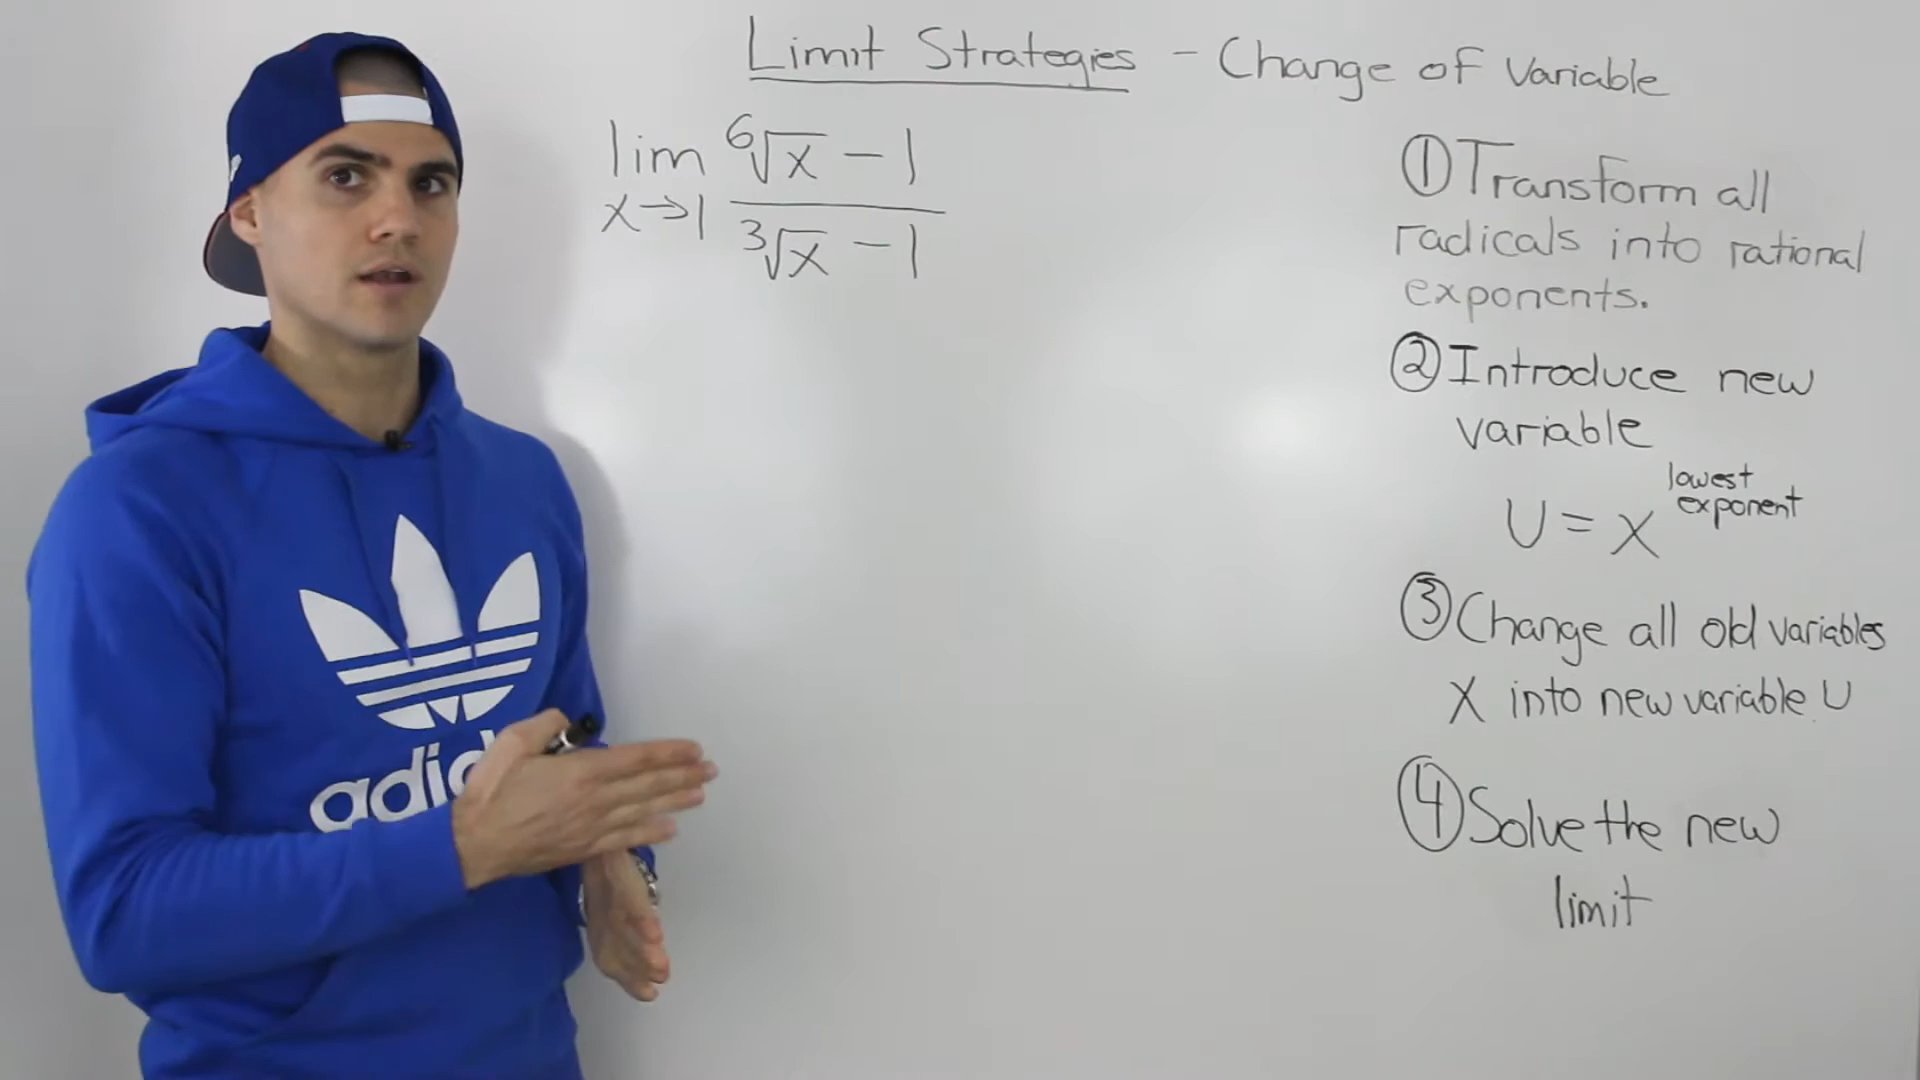 Limit Strategies - Change of Variable
lim ⁶√x - 1
x→1 ³√x - 1
① Transform all
radicals into rational
exponents.
② Introduce new
variable
lowest
exponent
U = x
③ Change all old variables
X into new variable U
④ Solve the new
limit
adid